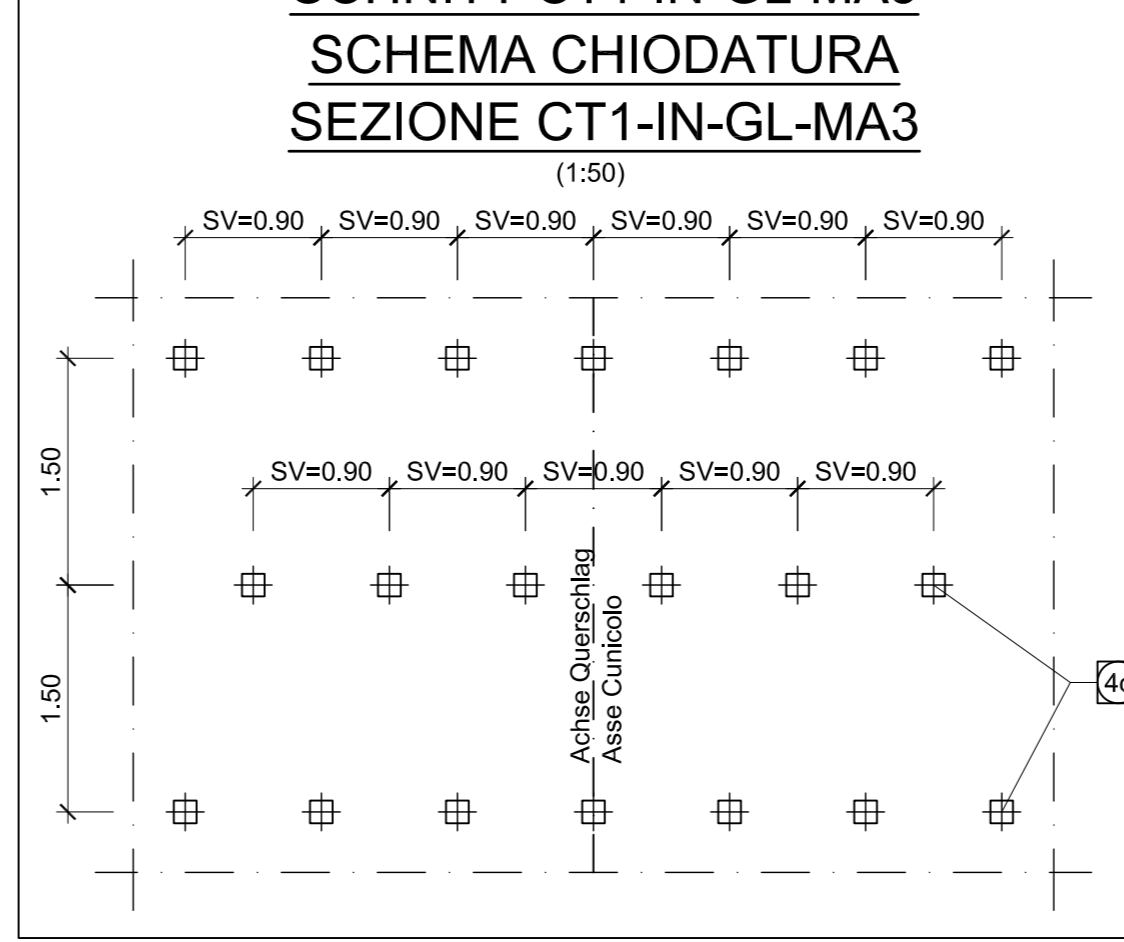 SCHEMA CHIODATURA
SEZIONE CT1-IN-GL-MA3
(1:50)
SV=0.90 SV=0.90 SV=0.90 SV=0.90 SV=0.90 SV=0.90
1.50
SV=0.90 SV=0.90 SV=0.90 SV=0.90 SV=0.90
Achse Querschlag
Asse Cunicolo
1.50